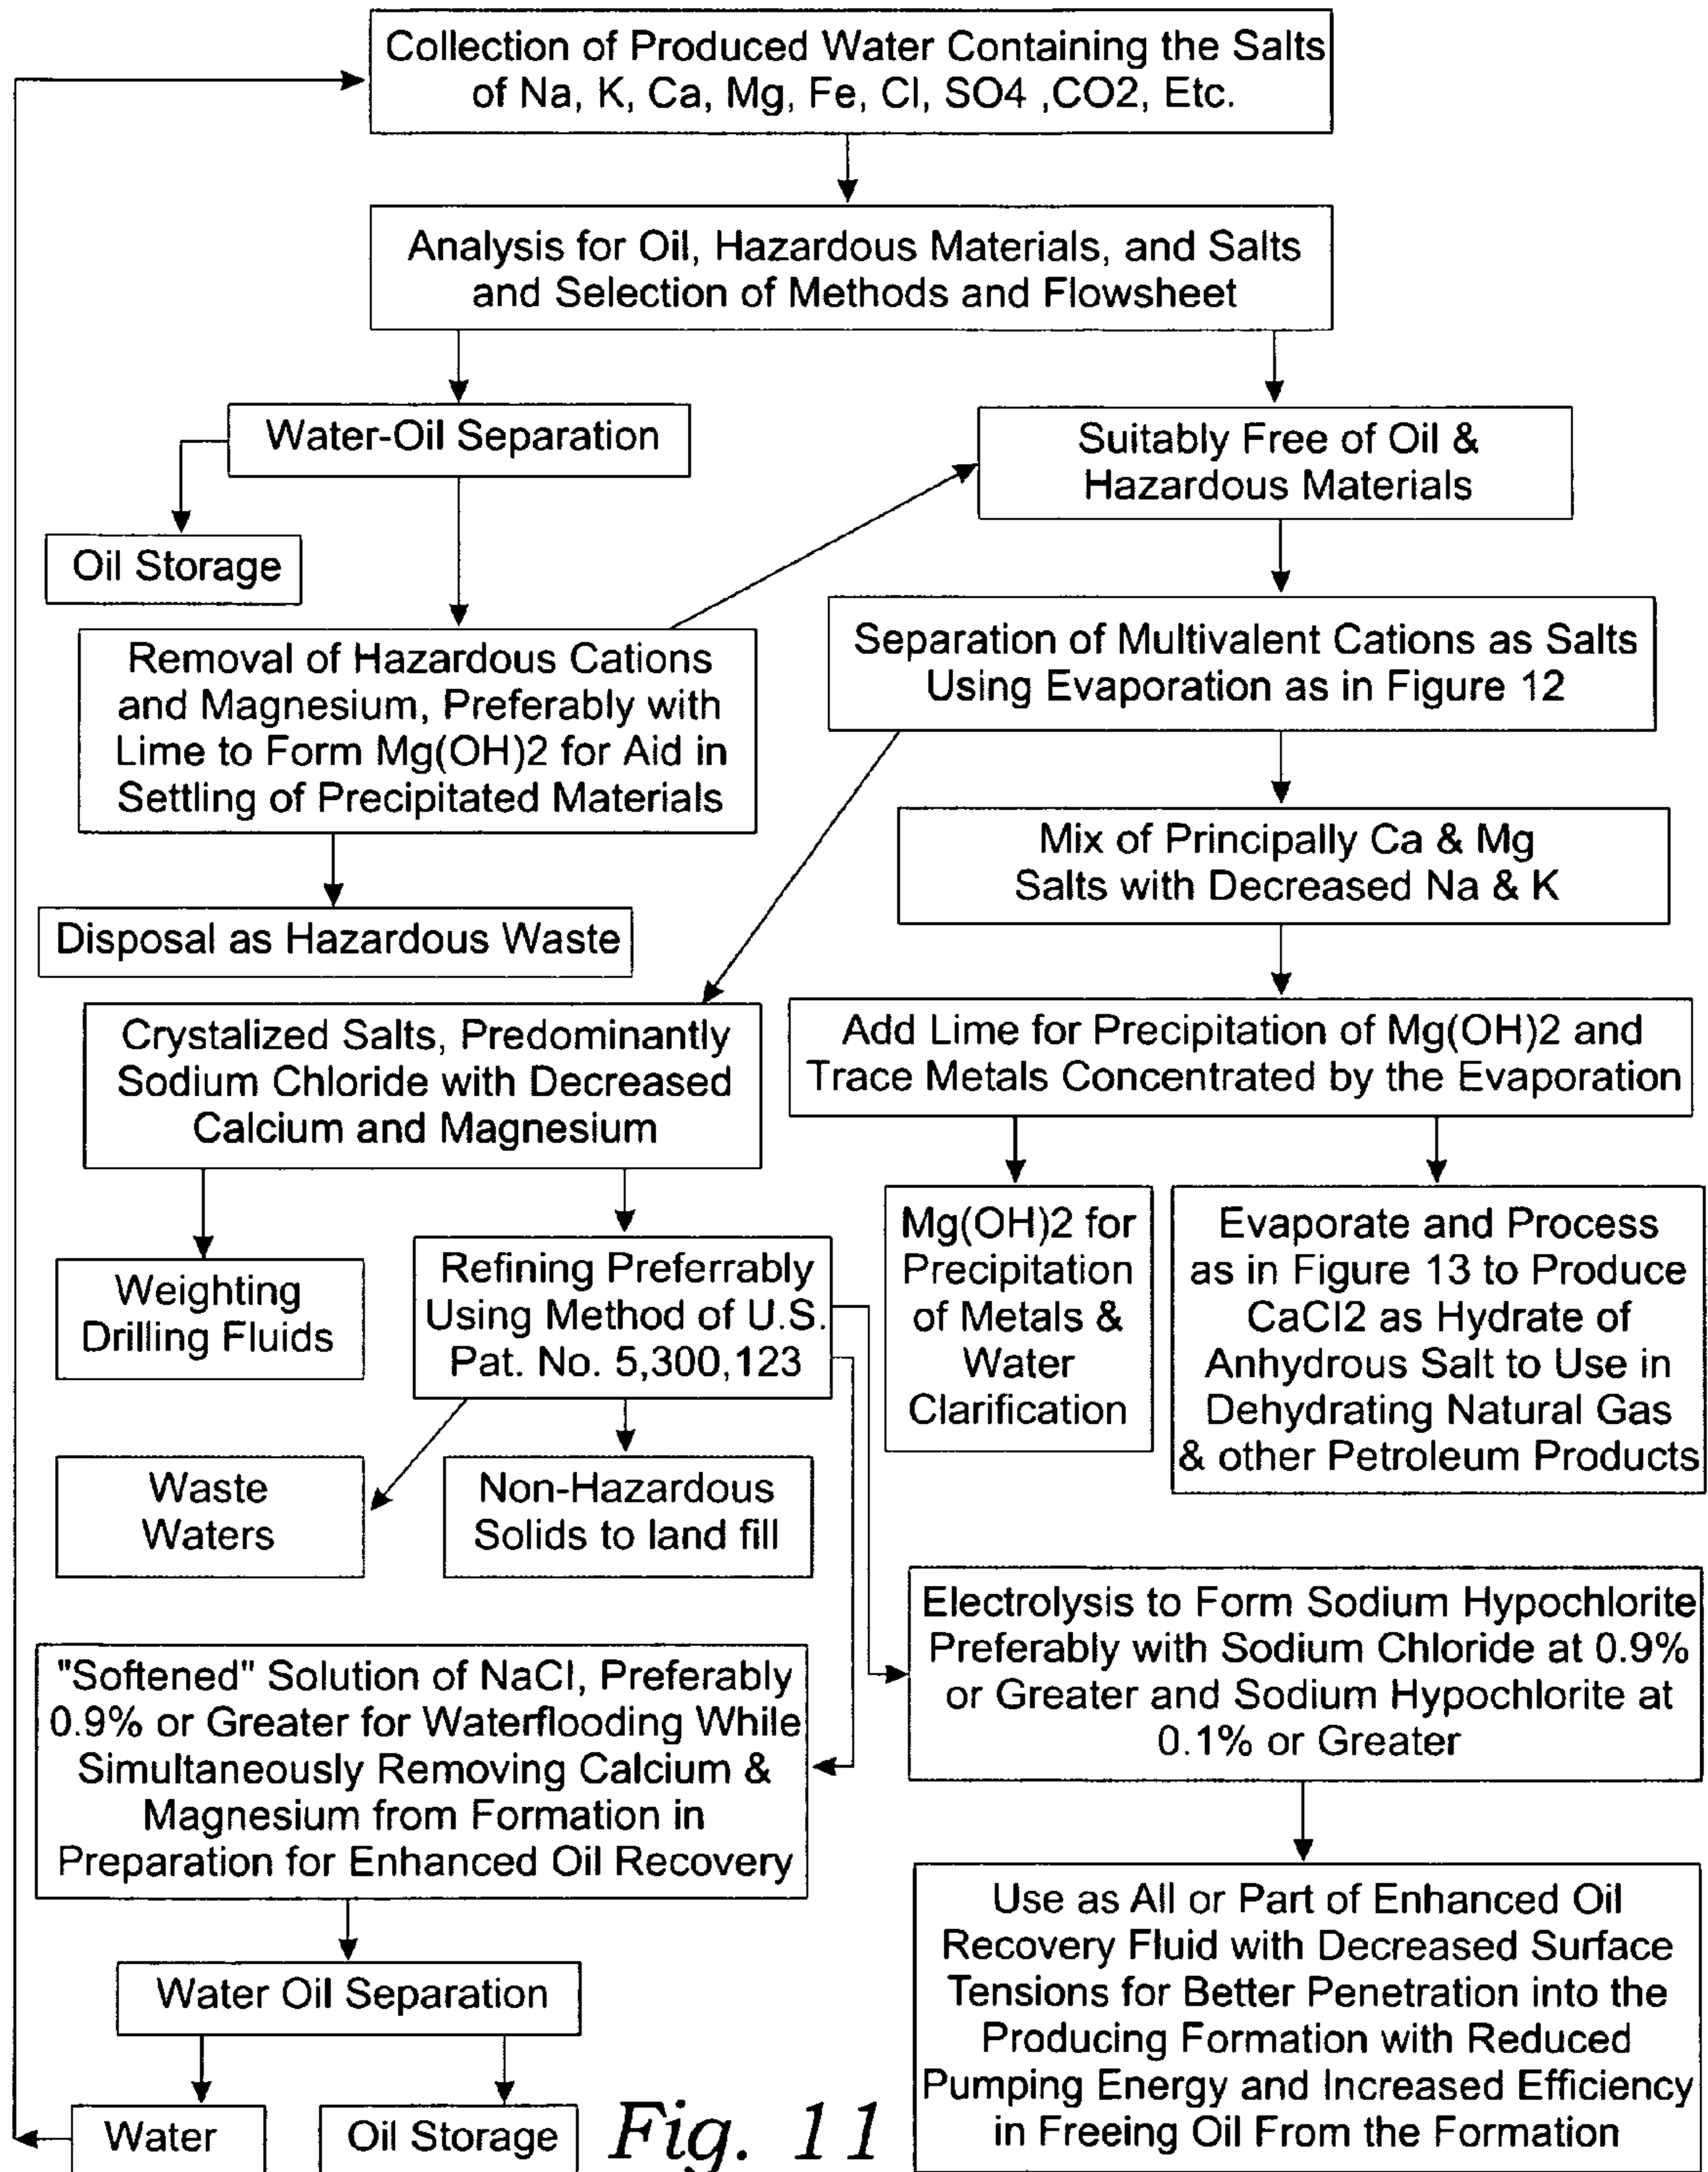 Collection of Produced Water Containing the Salts
of Na, K, Ca, Mg, Fe, Cl, SO4 ,CO2, Etc.
Analysis for Oil, Hazardous Materials, and Salts
and Selection of Methods and Flowsheet
Water-Oil Separation
Suitably Free of Oil &
Hazardous Materials
Oil Storage
Removal of Hazardous Cations
and Magnesium, Preferably with
Lime to Form Mg(OH)2 for Aid in
Settling of Precipitated Materials
Separation of Multivalent Cations as Salts
Using Evaporation as in Figure 12
Mix of Principally Ca & Mg
Salts with Decreased Na & K
Disposal as Hazardous Waste
Crystalized Salts, Predominantly
Sodium Chloride with Decreased
Calcium and Magnesium
Add Lime for Precipitation of Mg(OH)2 and
Trace Metals Concentrated by the Evaporation
Weighting
Drilling Fluids
Refining Preferrably
Using Method of U.S.
Pat. No. 5,300,123
Mg(OH)2 for
Precipitation
of Metals &
Water
Clarification
Evaporate and Process
as in Figure 13 to Produce
CaCl2 as Hydrate of
Anhydrous Salt to Use in
Dehydrating Natural Gas
& other Petroleum Products
Waste
Waters
Non-Hazardous
Solids to land fill
Electrolysis to Form Sodium Hypochlorite
Preferably with Sodium Chloride at 0.9%
or Greater and Sodium Hypochlorite at
0.1% or Greater
"Softened" Solution of NaCl, Preferably
0.9% or Greater for Waterflooding While
Simultaneously Removing Calcium &
Magnesium from Formation in
Preparation for Enhanced Oil Recovery
Use as All or Part of Enhanced Oil
Recovery Fluid with Decreased Surface
Tensions for Better Penetration into the
Producing Formation with Reduced
Pumping Energy and Increased Efficiency
in Freeing Oil From the Formation
Water Oil Separation
Water
Oil Storage
Fig. 11